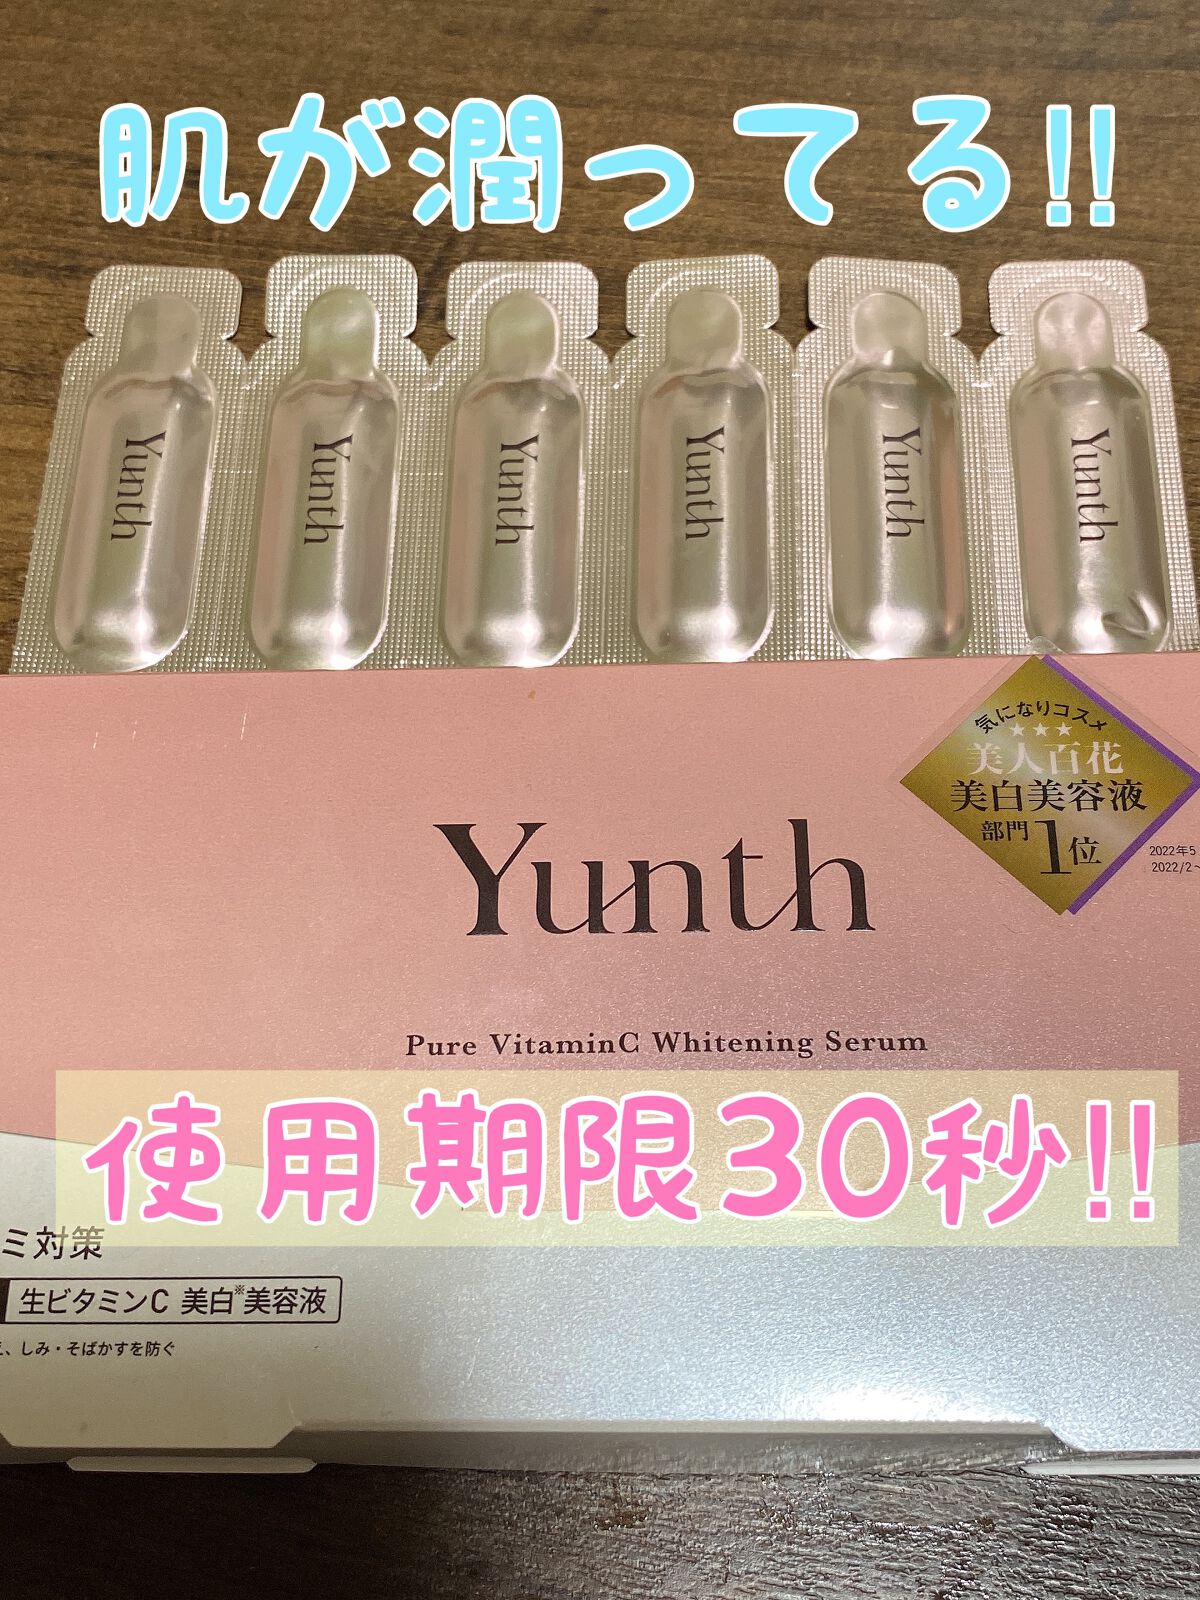 肌が潤ってる!!
Yunth
Yunth
Yunth
Yunth
Yunth
Yunth
気になりコスメ
★★★
美人百花
美白美容液
部門1位
2022年5
2022/2~
Yunth
Pure VitaminC Whitening Serum
使用期限30秒!!
ミ対策
生ビタミンC 美白※美容液
、しみ・そばかすを防ぐ